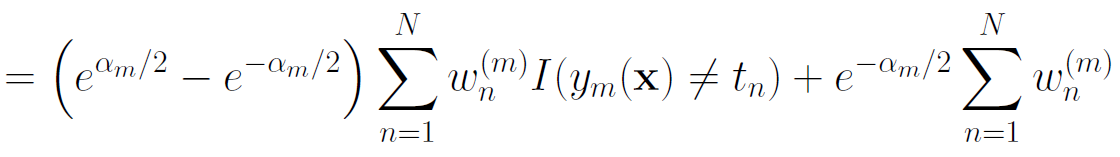 = \left( e^{\alpha_m/2} - e^{-\alpha_m/2} \right) \sum_{n=1}^{N} w_n^{(m)} I(y_m(\mathbf{x}) \neq t_n) + e^{-\alpha_m/2} \sum_{n=1}^{N} w_n^{(m)}